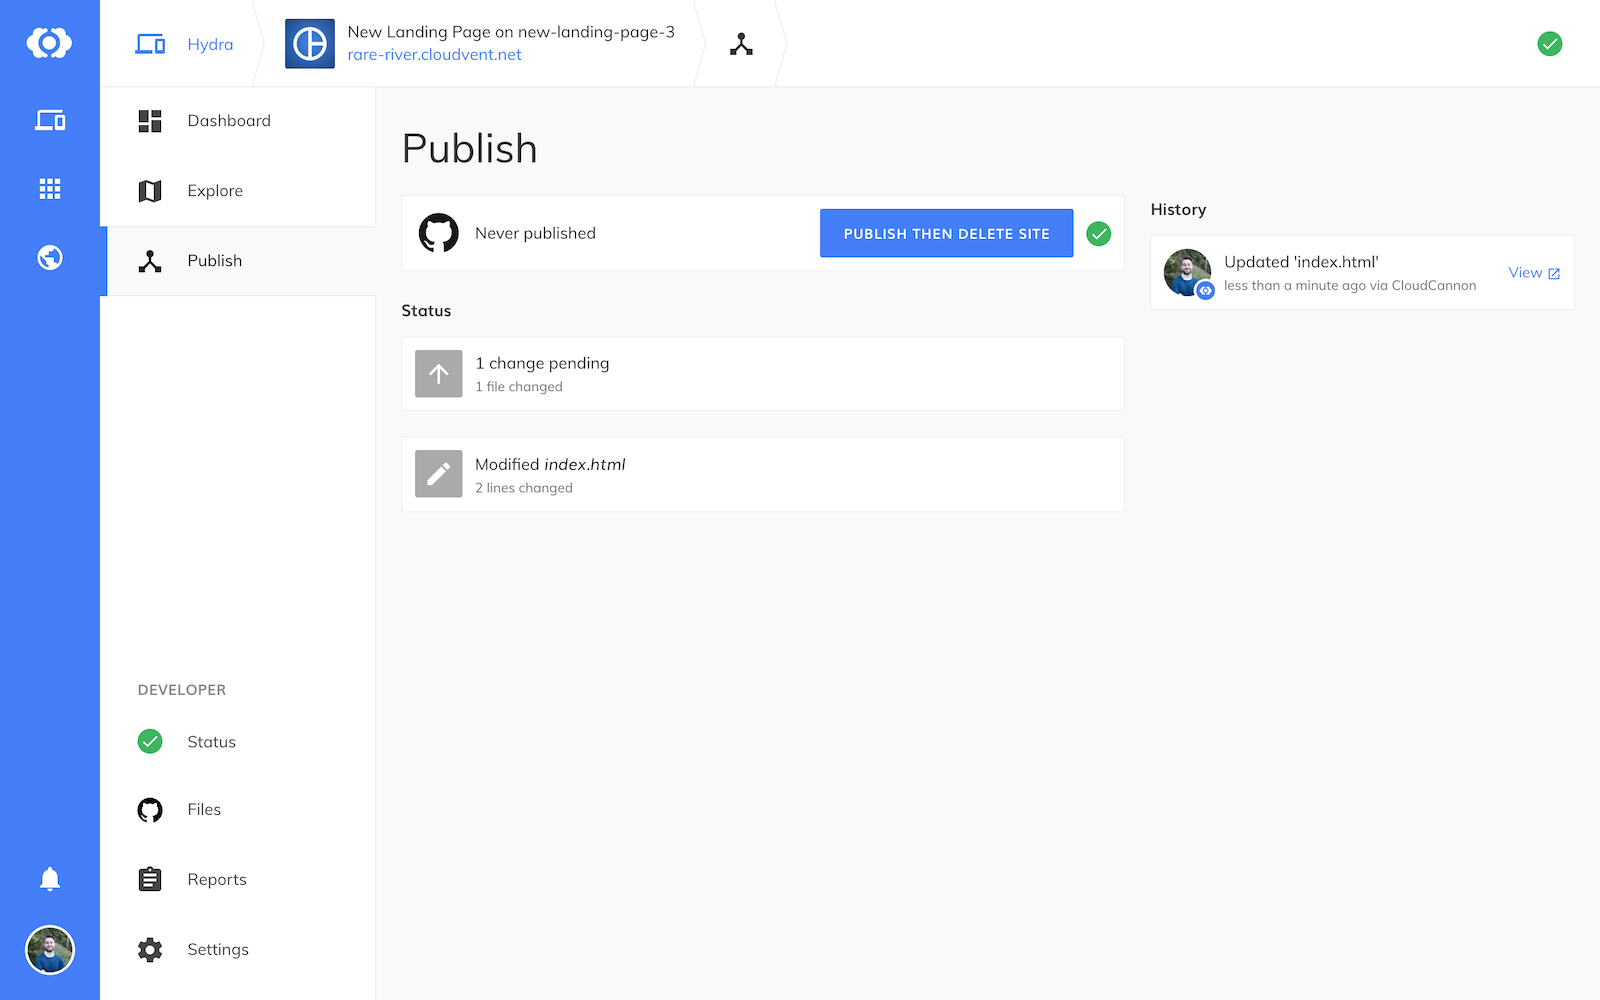 Hydra
New Landing Page on new-landing-page-3
rare-river.cloudvent.net
Dashboard
Explore
Publish
DEVELOPER
Status
Files
Reports
Settings
Publish
Never published
PUBLISH THEN DELETE SITE
Status
1 change pending
1 file changed
Modified index.html
2 lines changed
History
Updated 'index.html'
less than a minute ago via CloudCannon
View